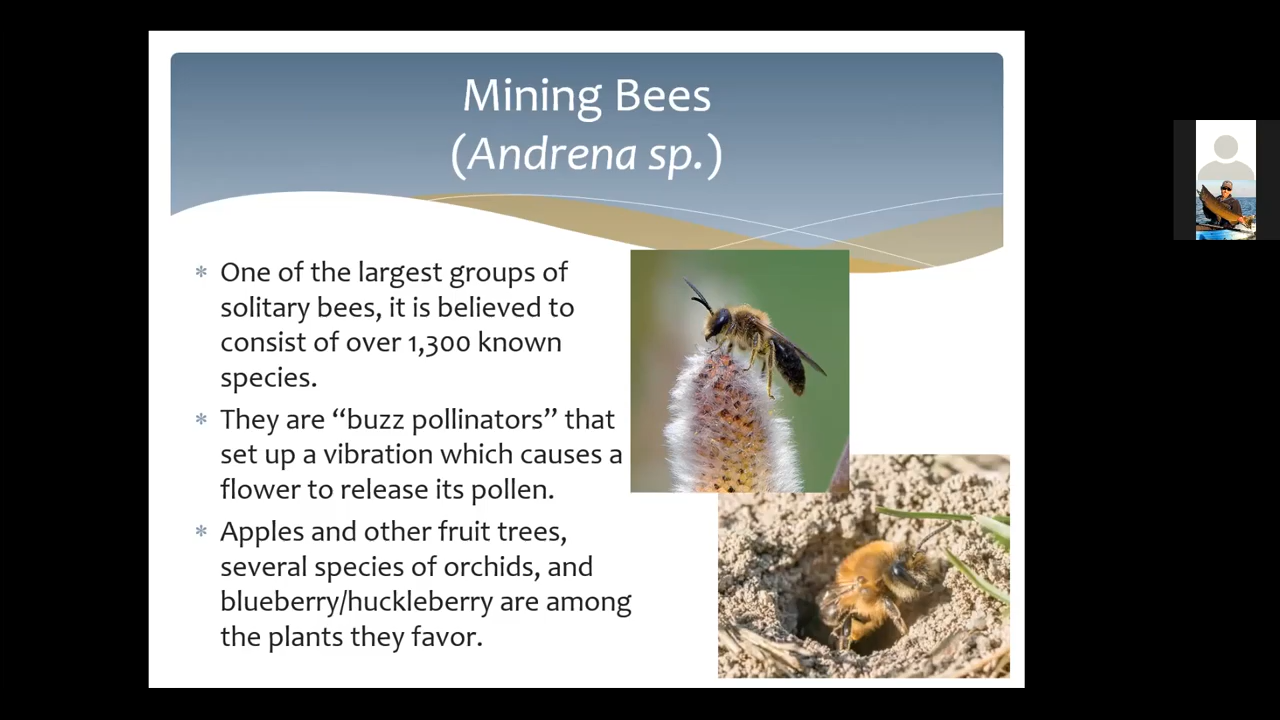 Mining Bees
(Andrena sp.)
* One of the largest groups of
solitary bees, it is believed to
consist of over 1,300 known
species.
* They are “buzz pollinators” that
set up a vibration which causes a
flower to release its pollen.
* Apples and other fruit trees,
several species of orchids, and
blueberry/huckleberry are among
the plants they favor.